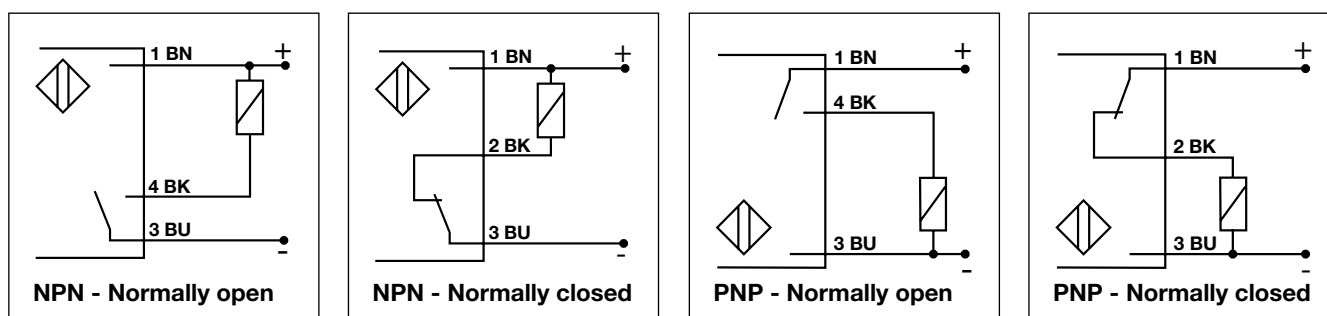 1 BN
+
4 BK
3 BU
-
NPN - Normally open
1 BN
+
2 BK
3 BU
-
NPN - Normally closed
1 BN
+
4 BK
3 BU
-
PNP - Normally open
1 BN
+
2 BK
3 BU
-
PNP - Normally closed